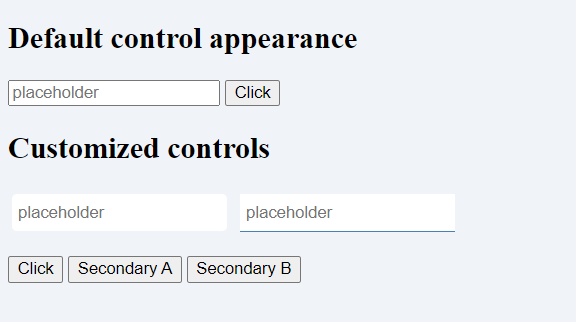 Default control appearance
placeholder Click
Customized controls
placeholder placeholder
Click Secondary A Secondary B